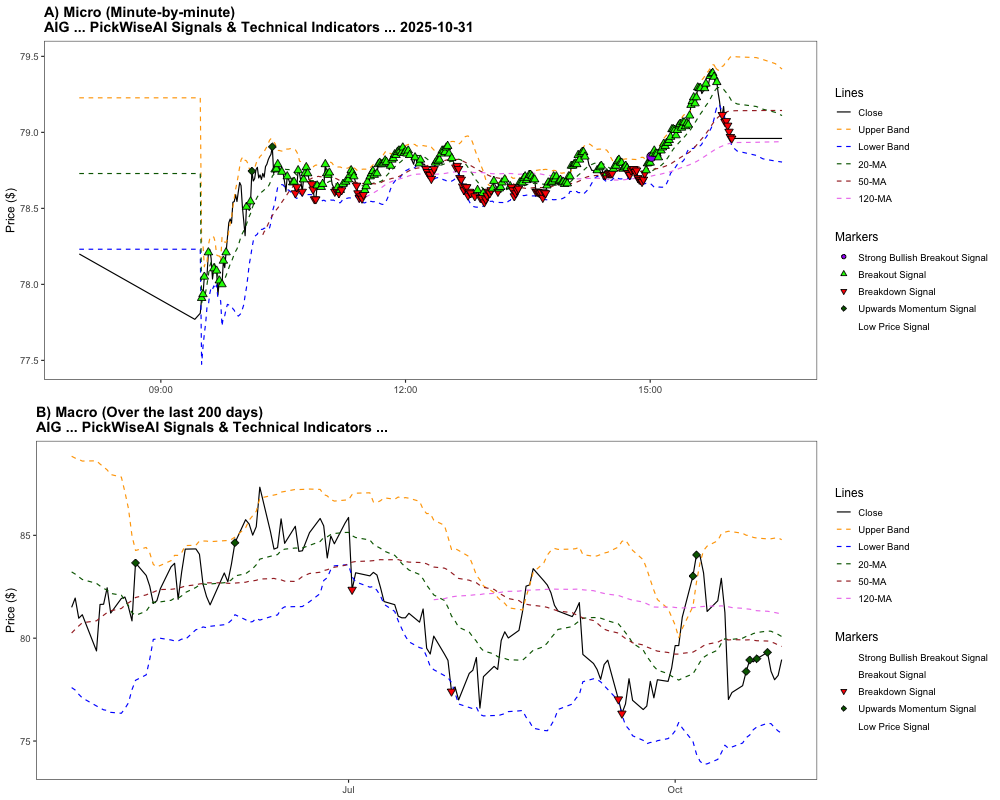 A) Micro (Minute-by-minute)
AIG ... PickWiseAI Signals & Technical Indicators ... 2025-10-31
Price ($)
79.5
79.0
78.5
78.0
77.5
09:00
12:00
15:00
Lines
Close
Upper Band
Lower Band
20-MA
50-MA
120-MA
Markers
Strong Bullish Breakout Signal
Breakout Signal
Breakdown Signal
Upwards Momentum Signal
Low Price Signal
B) Macro (Over the last 200 days)
AIG ... PickWiseAI Signals & Technical Indicators ...
Price ($)
85
80
75
Jul
Oct
Lines
Close
Upper Band
Lower Band
20-MA
50-MA
120-MA
Markers
Strong Bullish Breakout Signal
Breakout Signal
Breakdown Signal
Upwards Momentum Signal
Low Price Signal